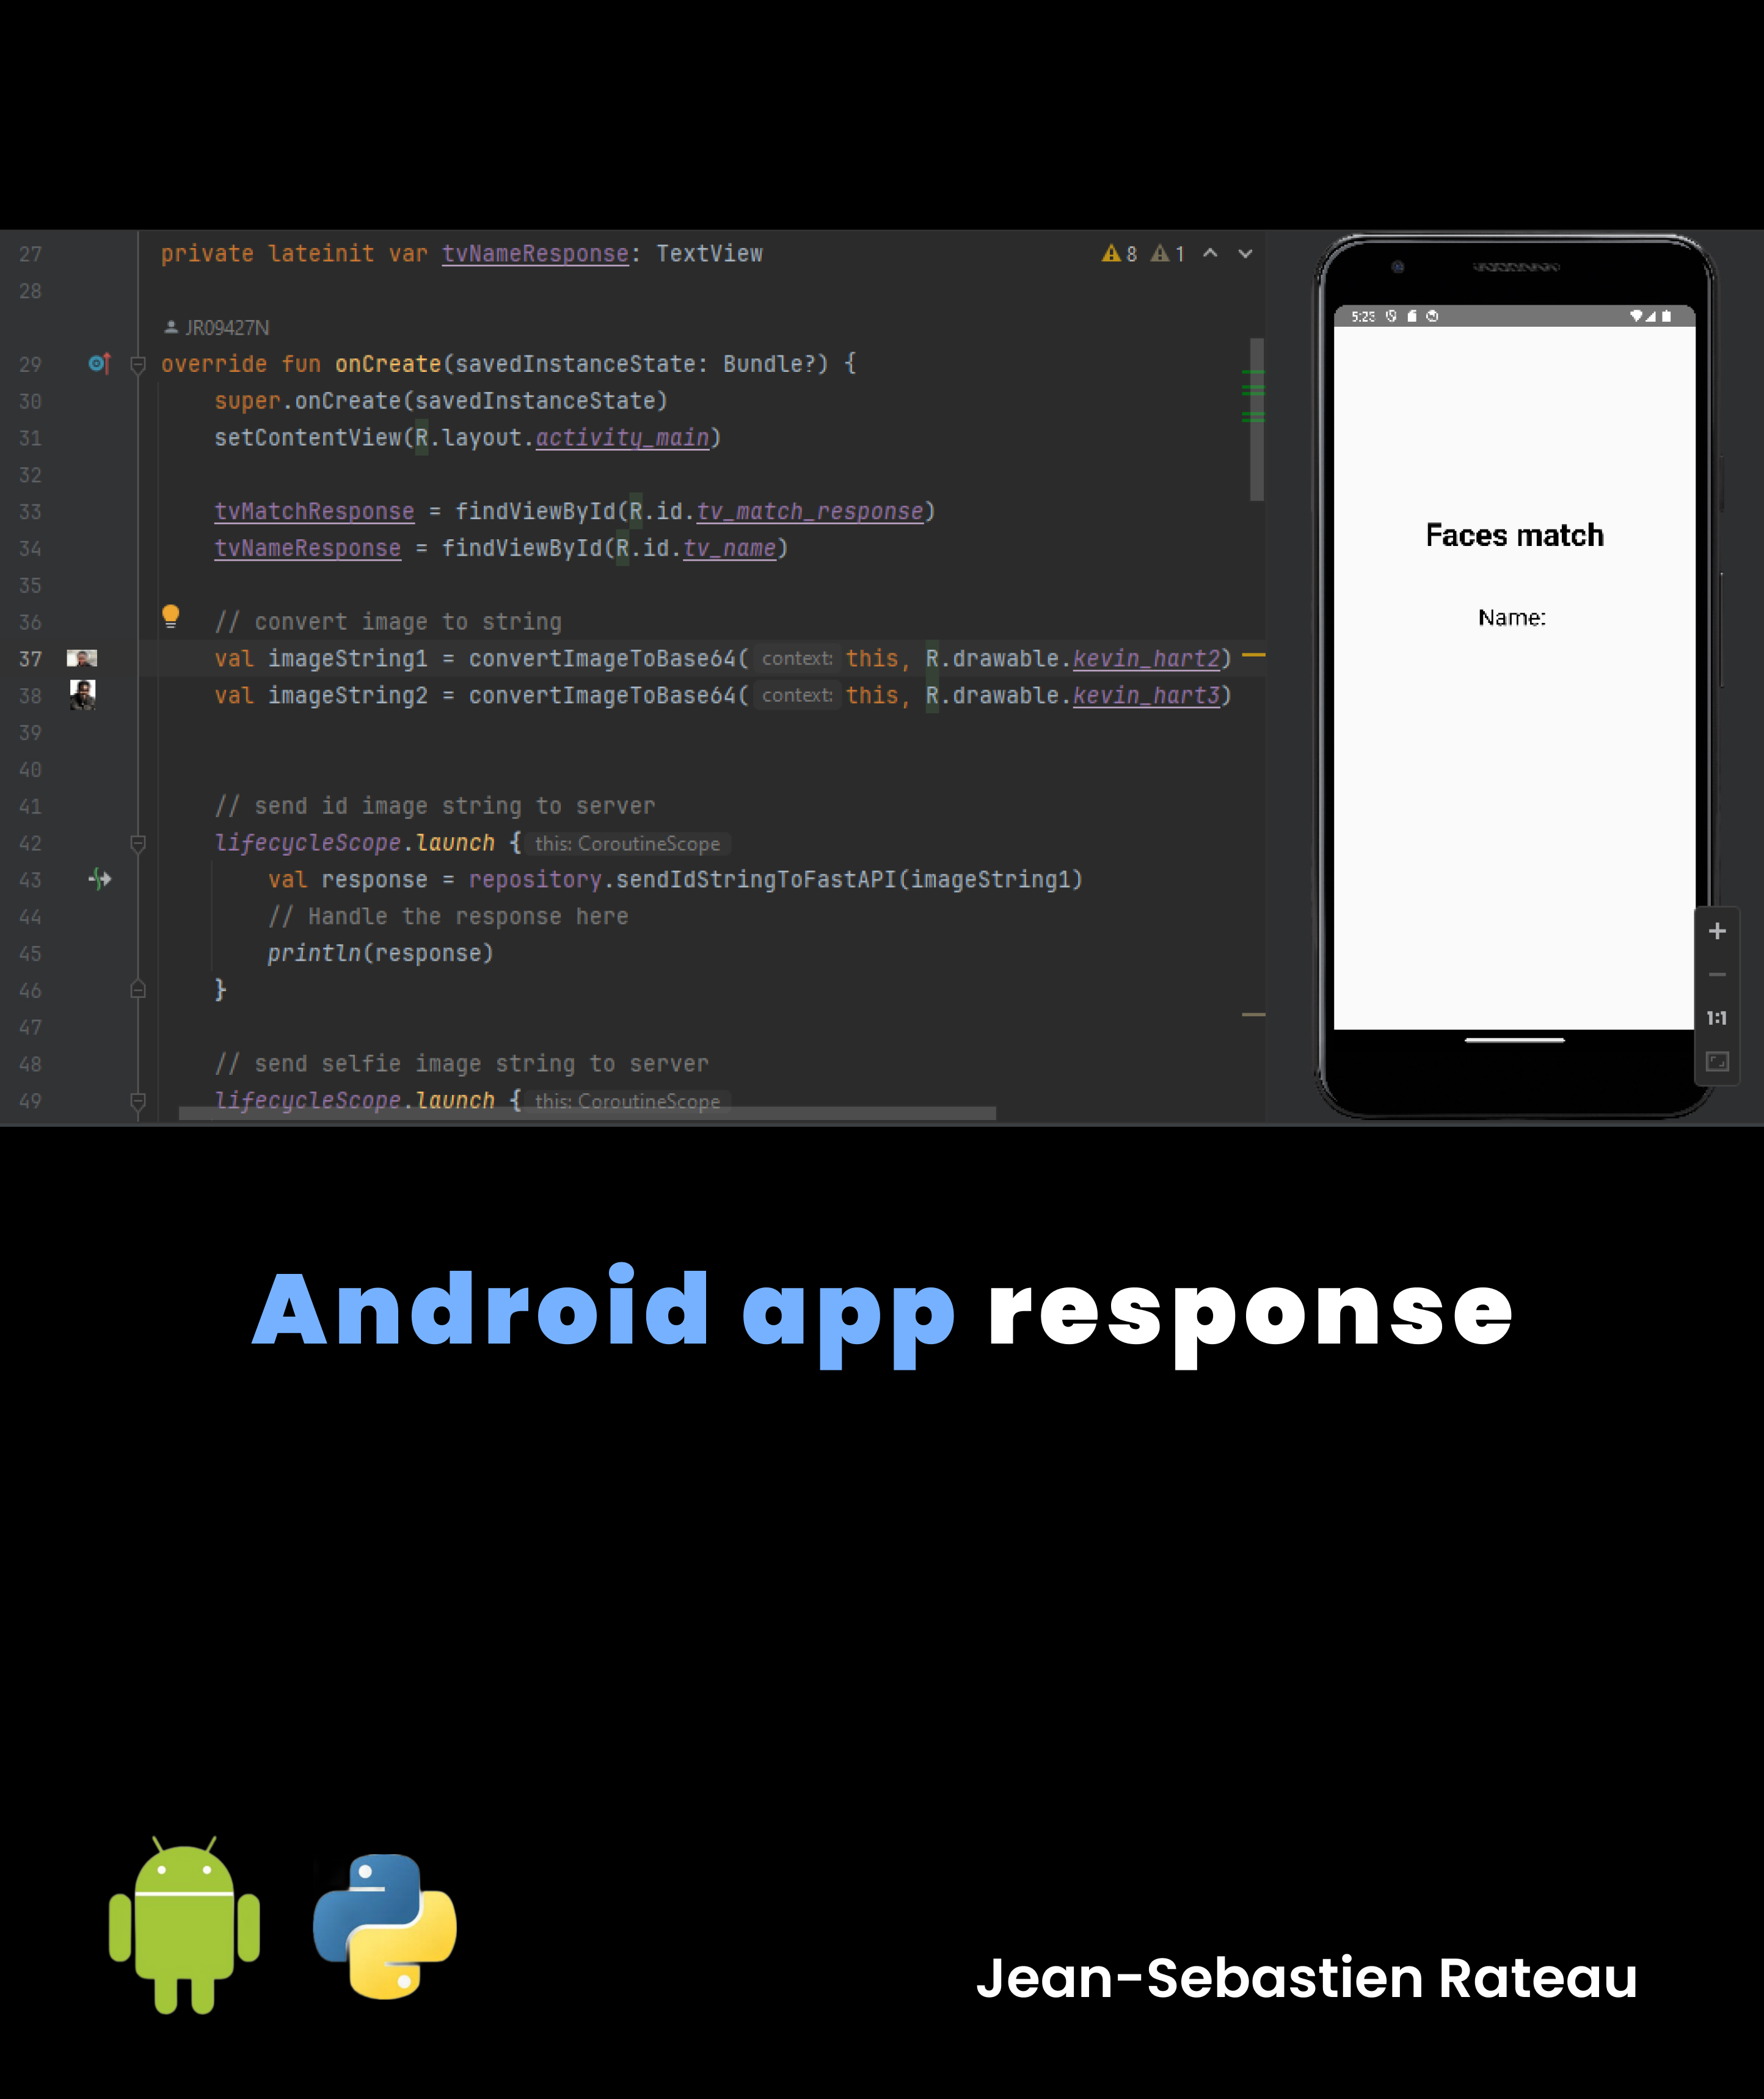 27 private lateinit var tvNameResponse: TextView 8 1
28
JR09427N
29 override fun onCreate(savedInstanceState: Bundle?) {
30 super.onCreate(savedInstanceState)
31 setContentView(R.layout.activity_main)
32
33 tvMatchResponse = findViewById(R.id.tv_match_response)
34 tvNameResponse = findViewById(R.id.tv_name)
35
36 // convert image to string
37 val imageString1 = convertImageToBase64( context: this, R.drawable.kevin_hart2)
38 val imageString2 = convertImageToBase64( context: this, R.drawable.kevin_hart3)
39
40
41 // send id image string to server
42 lifecycleScope.launch { this: CoroutineScope
43 val response = repository.sendIdStringToFastAPI(imageString1)
44 // Handle the response here
45 println(response)
46 }
47
48 // send selfie image string to server
49 lifecycleScope.launch { this: CoroutineScope
5:23
Faces match
Name:
1:1
Android app response
Jean-Sebastien Rateau